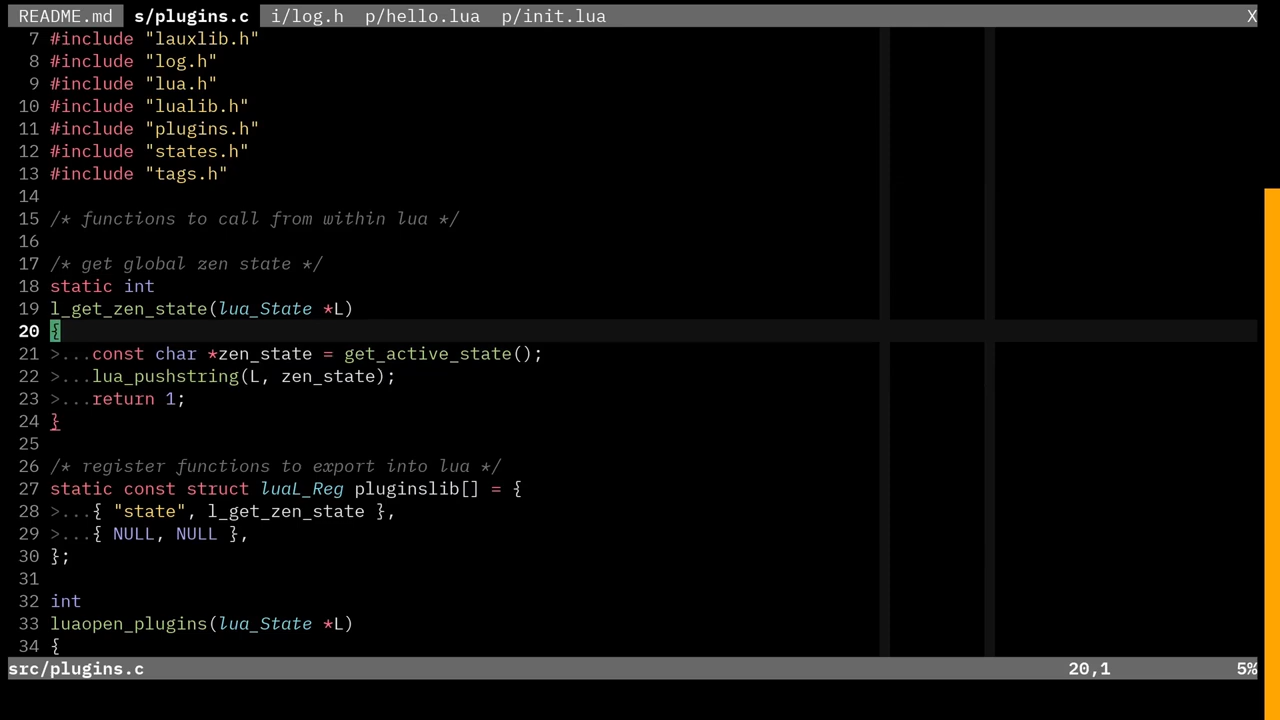 README.md s/plugins.c i/log.h p/hello.lua p/init.lua X
7 #include "lauxlib.h"
8 #include "log.h"
9 #include "lua.h"
10 #include "lualib.h"
11 #include "plugins.h"
12 #include "states.h"
13 #include "tags.h"
14
15 /* functions to call from within lua */
16
17 /* get global zen state */
18 static int
19 l_get_zen_state(lua_State *L)
20 {
21 >...const char *zen_state = get_active_state();
22 >...lua_pushstring(L, zen_state);
23 >...return 1;
24 }
25
26 /* register functions to export into lua */
27 static const struct luaL_Reg pluginslib[] = {
28 >...{ "state", l_get_zen_state },
29 >...{ NULL, NULL },
30 };
31
32 int
33 luaopen_plugins(lua_State *L)
34 {
src/plugins.c 20,1 5%